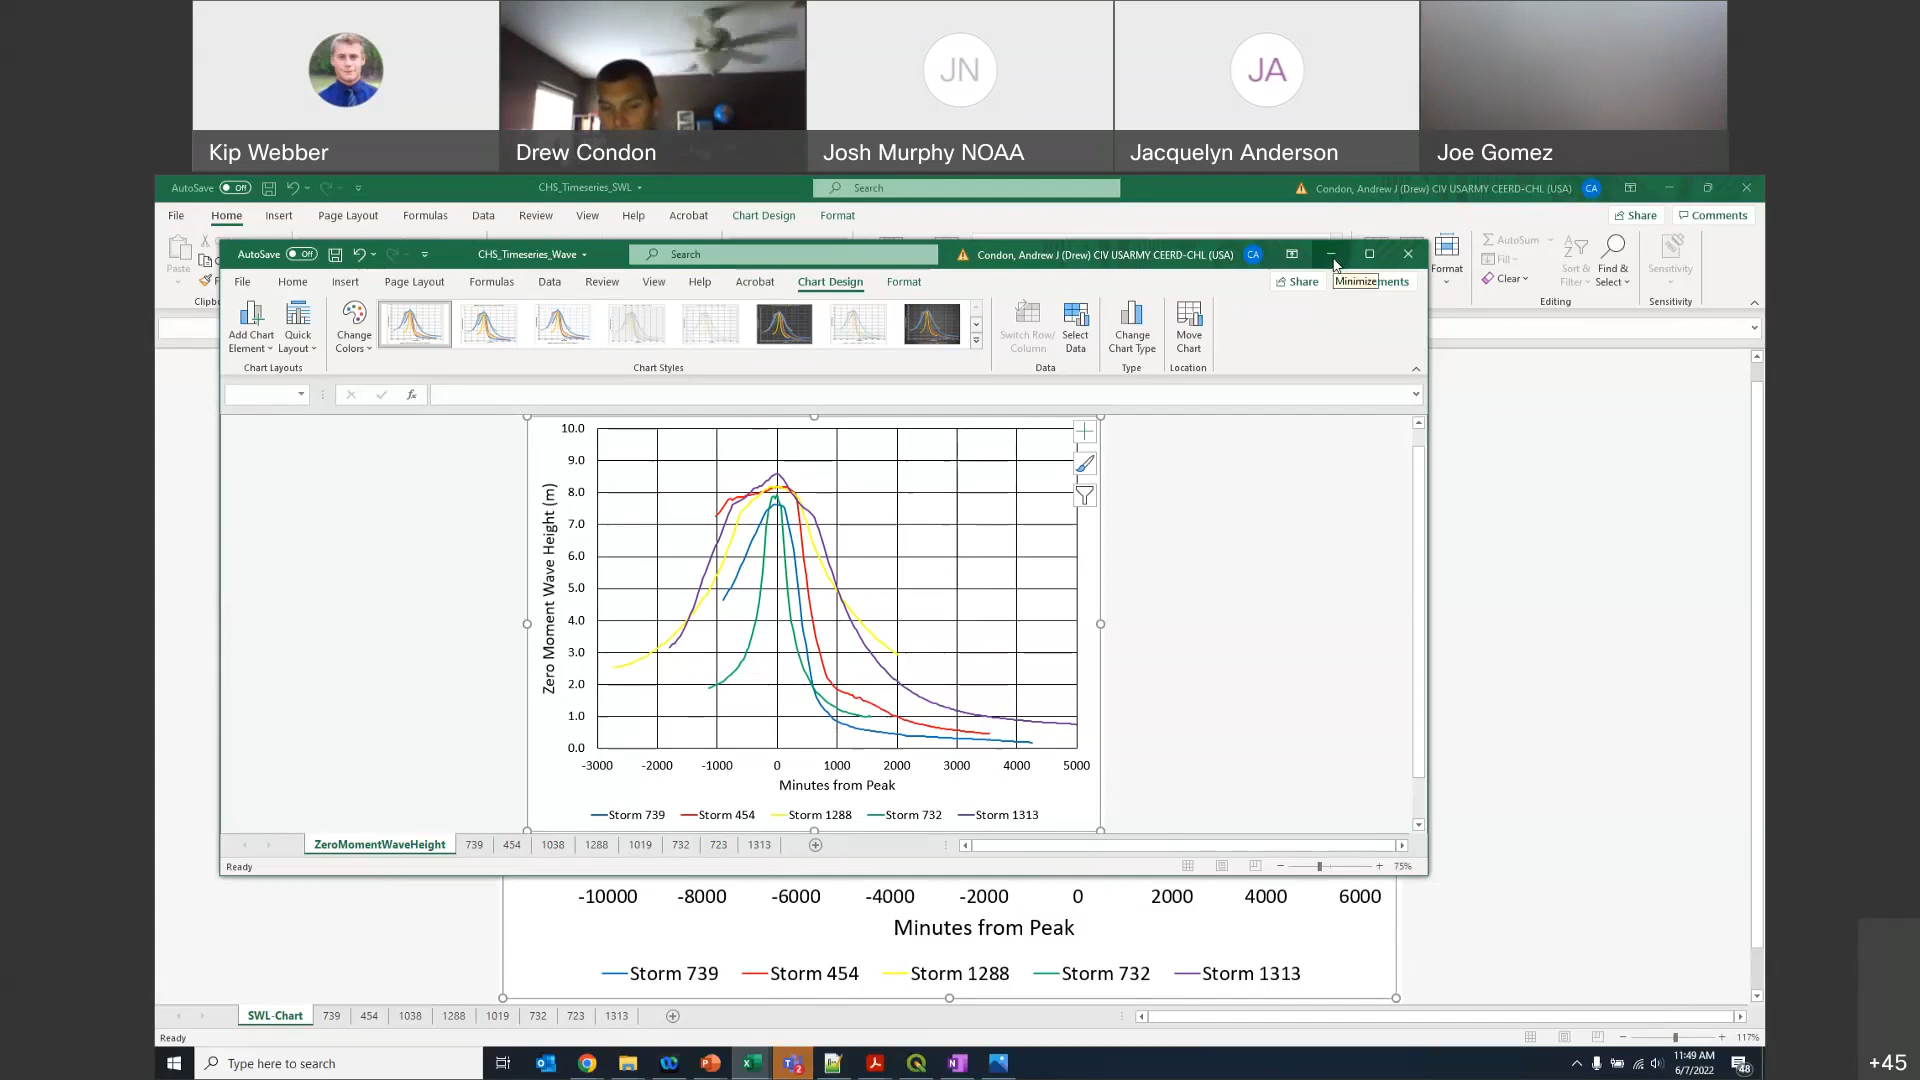 JN
JA
Kip Webber
Drew Condon
Josh Murphy NOAA
Jacquelyn Anderson
Joe Gomez
AutoSave Off
CHS_Timeseries_SWL
Search
Condon, Andrew J (Drew) CIV USARMY CEERD-CHL (USA) CA
File Home Insert Page Layout Formulas Data Review View Help Acrobat Chart Design Format
Share Comments
Paste
Format
AutoSum
Fill
Clear
Sort &
Filter
Find &
Select
Sensitivity
Editing
Sensitivity
AutoSave Off
CHS_Timeseries_Wave
Search
Condon, Andrew J (Drew) CIV USARMY CEERD-CHL (USA) CA
File Home Insert Page Layout Formulas Data Review View Help Acrobat Chart Design Format
Share
Minimize
ments
Add Chart
Element
Quick
Layout
Change
Colors
Switch Row/
Column
Select
Data
Change
Chart Type
Move
Chart
Chart Layouts
Chart Styles
Data
Type
Location
fx
Zero Moment Wave Height (m)
10.0
9.0
8.0
7.0
6.0
5.0
4.0
3.0
2.0
1.0
0.0
-3000 -2000 -1000 0 1000 2000 3000 4000 5000
Minutes from Peak
Storm 739 Storm 454 Storm 1288 Storm 732 Storm 1313
ZeroMomentWaveHeight 739 454 1038 1288 1019 732 723 1313
Ready
75%
-10000 -8000 -6000 -4000 -2000 0 2000 4000 6000
Minutes from Peak
Storm 739 Storm 454 Storm 1288 Storm 732 Storm 1313
SWL-Chart 739 454 1038 1288 1019 732 723 1313
Ready
117%
Type here to search
11:49 AM
6/7/2022
48
+45